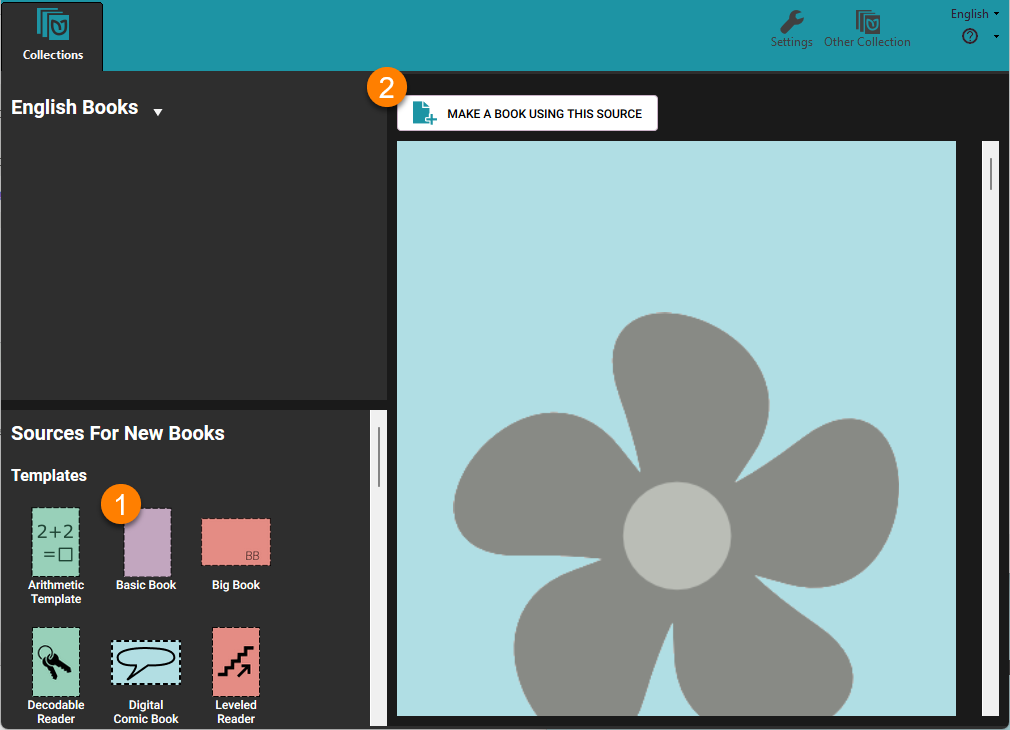 Collections
Settings
Other Collection
English
?
English Books
2
MAKE A BOOK USING THIS SOURCE
Sources For New Books
Templates
1
2+2
=□
BB
Arithmetic
Template
Basic Book
Big Book
Decodable
Reader
Digital
Comic Book
Leveled
Reader